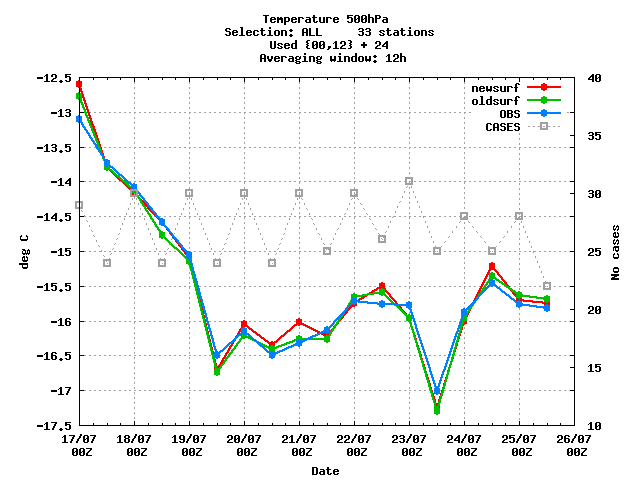 Temperature 500hPa
Selection: ALL     33 stations
Used {00,12} + 24
Averaging window: 12h
-12.5
-13
-13.5
-14
-14.5
-15
-15.5
-16
-16.5
-17
-17.5
deg C
40
35
30
25
20
15
10
No cases
newsurf
oldsurf
OBS
CASES
17/07 18/07 19/07 20/07 21/07 22/07 23/07 24/07 25/07 26/07
00Z 00Z 00Z 00Z 00Z 00Z 00Z 00Z 00Z 00Z
Date